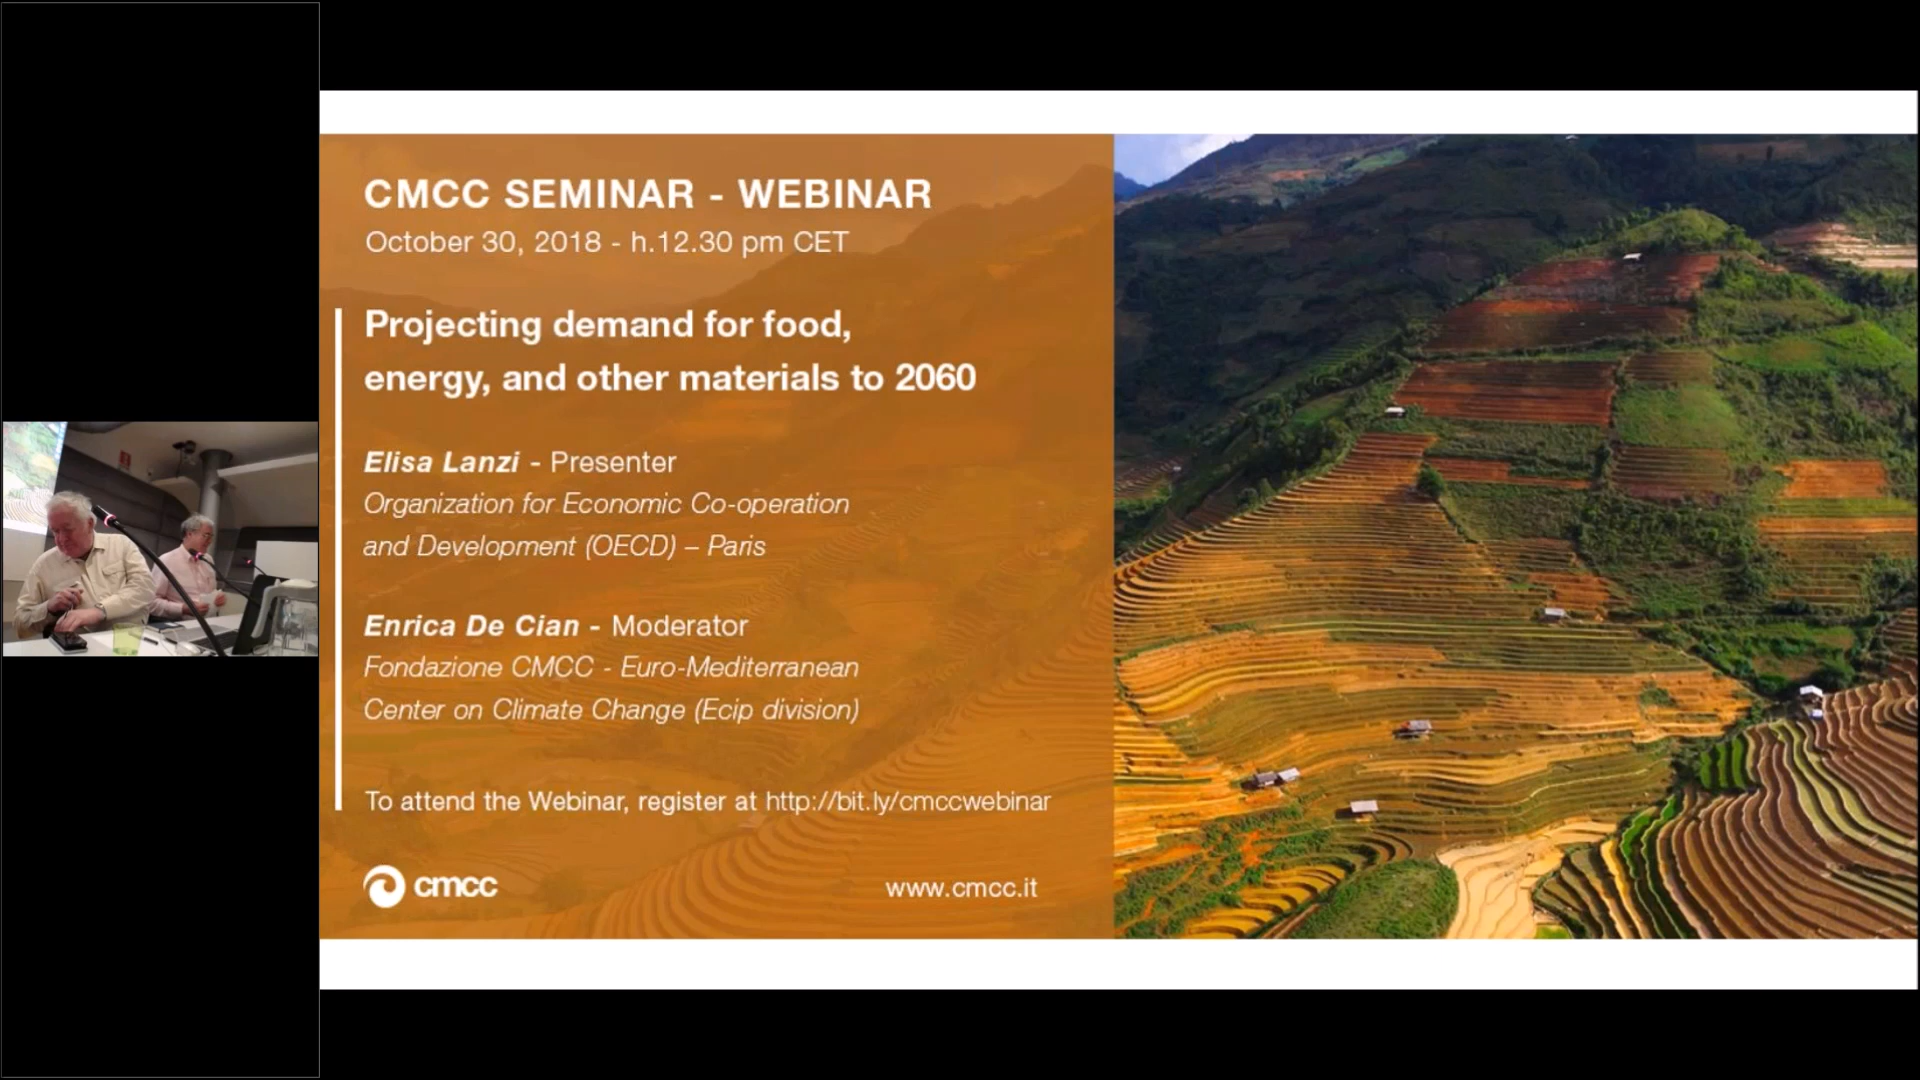 CMCC SEMINAR - WEBINAR
October 30, 2018 - h.12.30 pm CET
Projecting demand for food,
energy, and other materials to 2060
Elisa Lanzi - Presenter
Organization for Economic Co-operation
and Development (OECD) – Paris
Enrica De Cian - Moderator
Fondazione CMCC - Euro-Mediterranean
Center on Climate Change (Ecip division)
To attend the Webinar, register at http://bit.ly/cmccwebinar
cmcc
www.cmcc.it